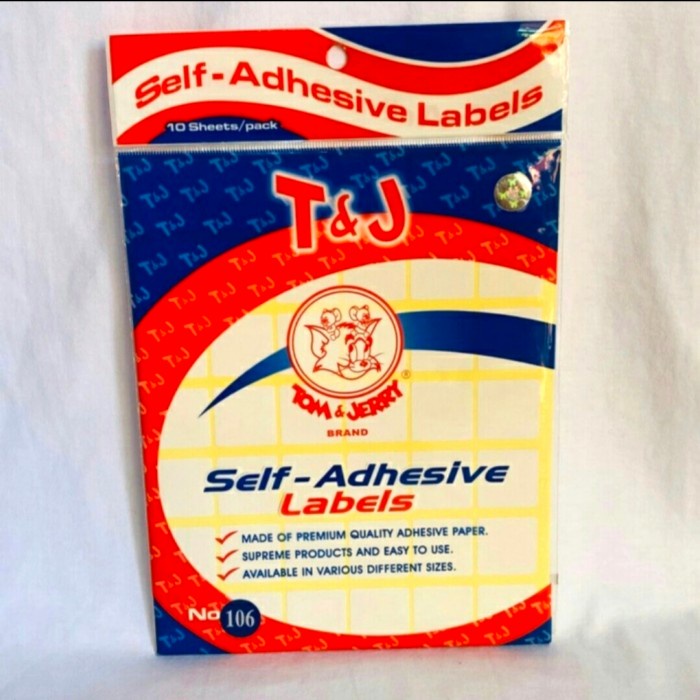 Self-Adhesive Labels
10 Sheets/pack
T&J
TOM & JERRY
®
BRAND
Self-Adhesive
Labels
MADE OF PREMIUM QUALITY ADHESIVE PAPER.
SUPREME PRODUCTS AND EASY TO USE.
AVAILABLE IN VARIOUS DIFFERENT SIZES.
No 106